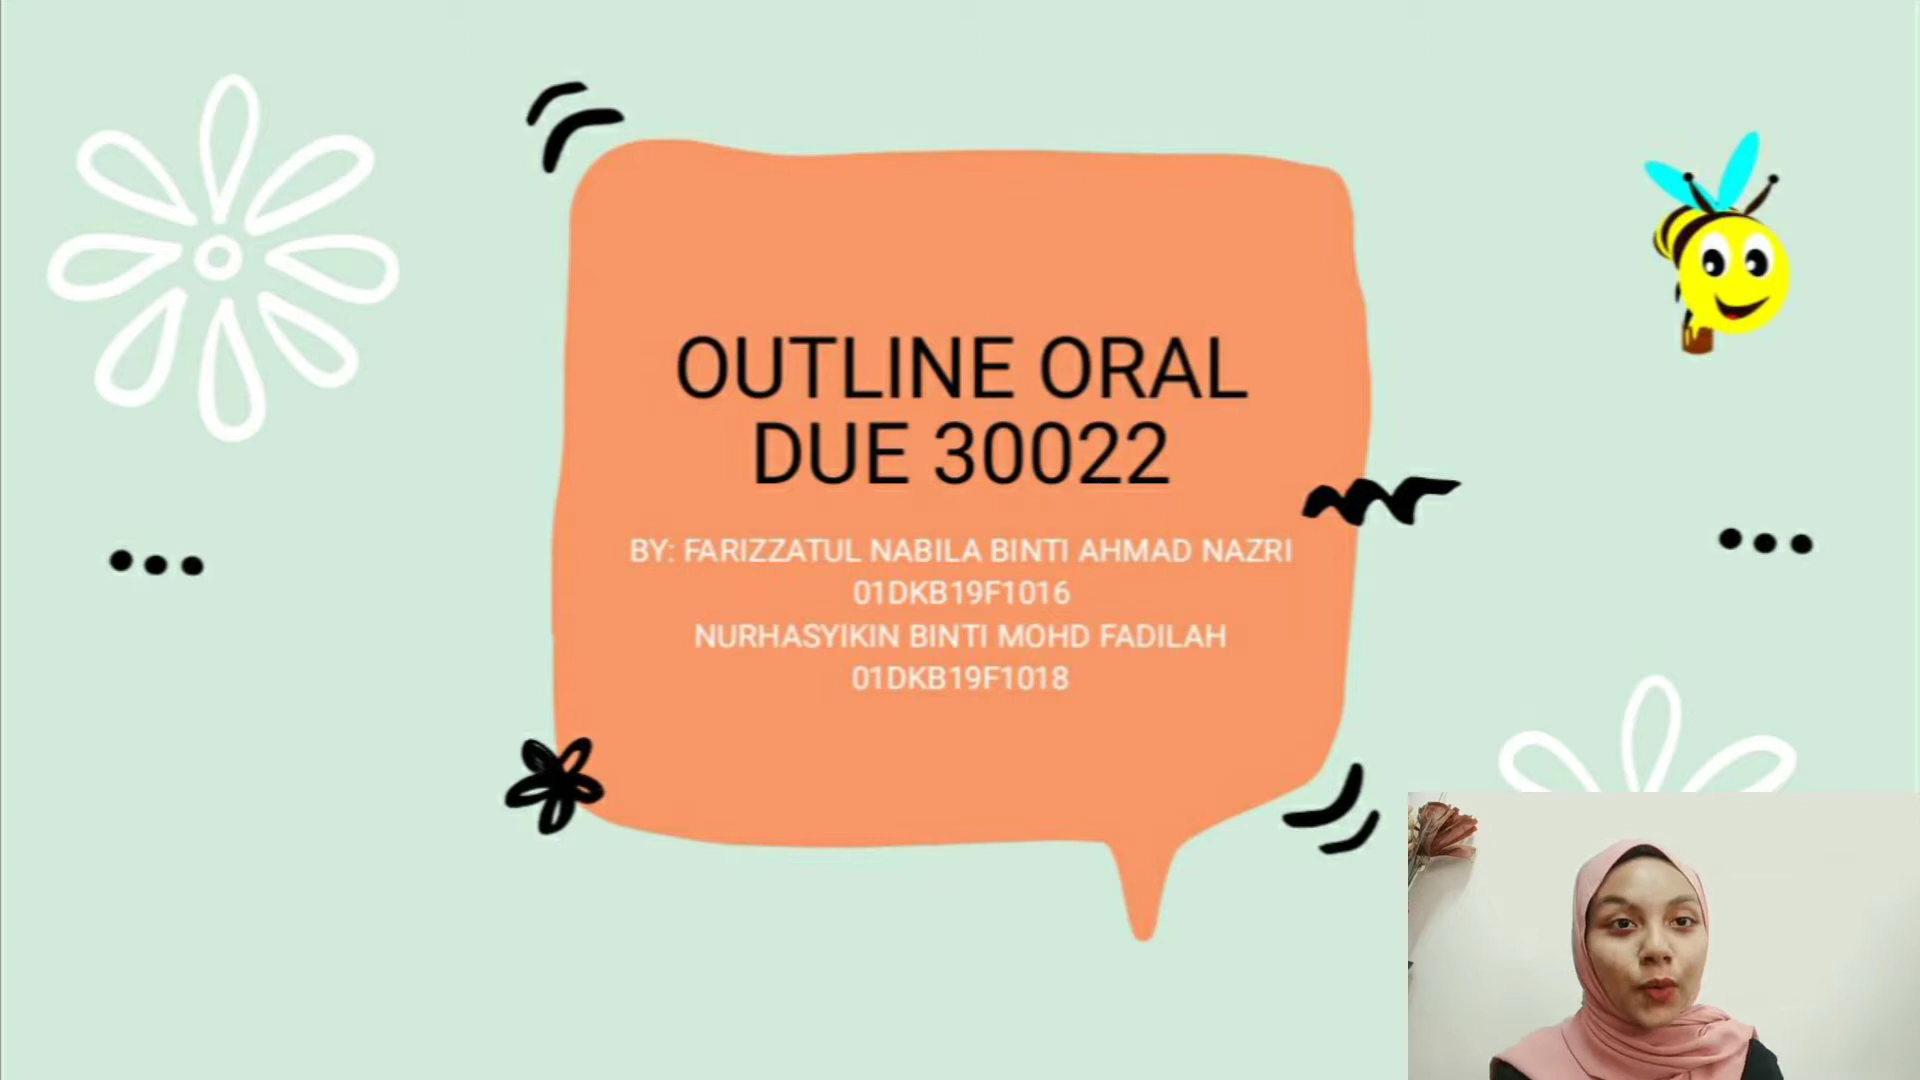 OUTLINE ORAL
DUE 30022
BY: FARIZZATUL NABILA BINTI AHMAD NAZRI
01DKB19F1016
NURHASYIKIN BINTI MOHD FADILAH
01DKB19F1018